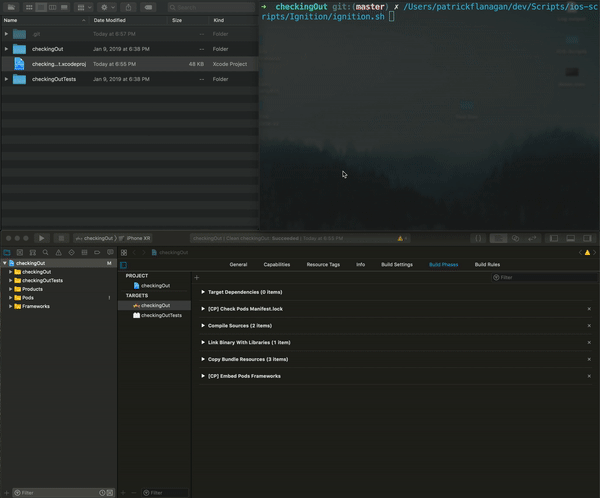 Search
Name
Date Modified
Size
Kind
.git
Today at 6:57 PM
--
Folder
checkingOut
Jan 9, 2019 at 6:38 PM
--
Folder
checking...t.xcodeproj
Today at 6:55 PM
48 KB
Xcode Project
checkingOutTests
Jan 9, 2019 at 6:38 PM
--
Folder
➜ checkingOut git:(master) ✗ /Users/patrickflanagan/dev/Scripts/ios-sc
ripts/Ignition/ignition.sh
checkingOut
iPhone XR
checkingOut | Clean checkingOut: Succeeded | Today at 6:55 PM
checkingOut
General
Capabilities
Resource Tags
Info
Build Settings
Build Phases
Build Rules
checkingOut
M
checkingOut
checkingOutTests
Products
Pods
Frameworks
PROJECT
checkingOut
TARGETS
checkingOut
checkingOutTests
+
Filter
Target Dependencies (0 items)
[CP] Check Pods Manifest.lock
Compile Sources (2 items)
Link Binary With Libraries (1 item)
Copy Bundle Resources (3 items)
[CP] Embed Pods Frameworks
+
Filter
+
−
Filter